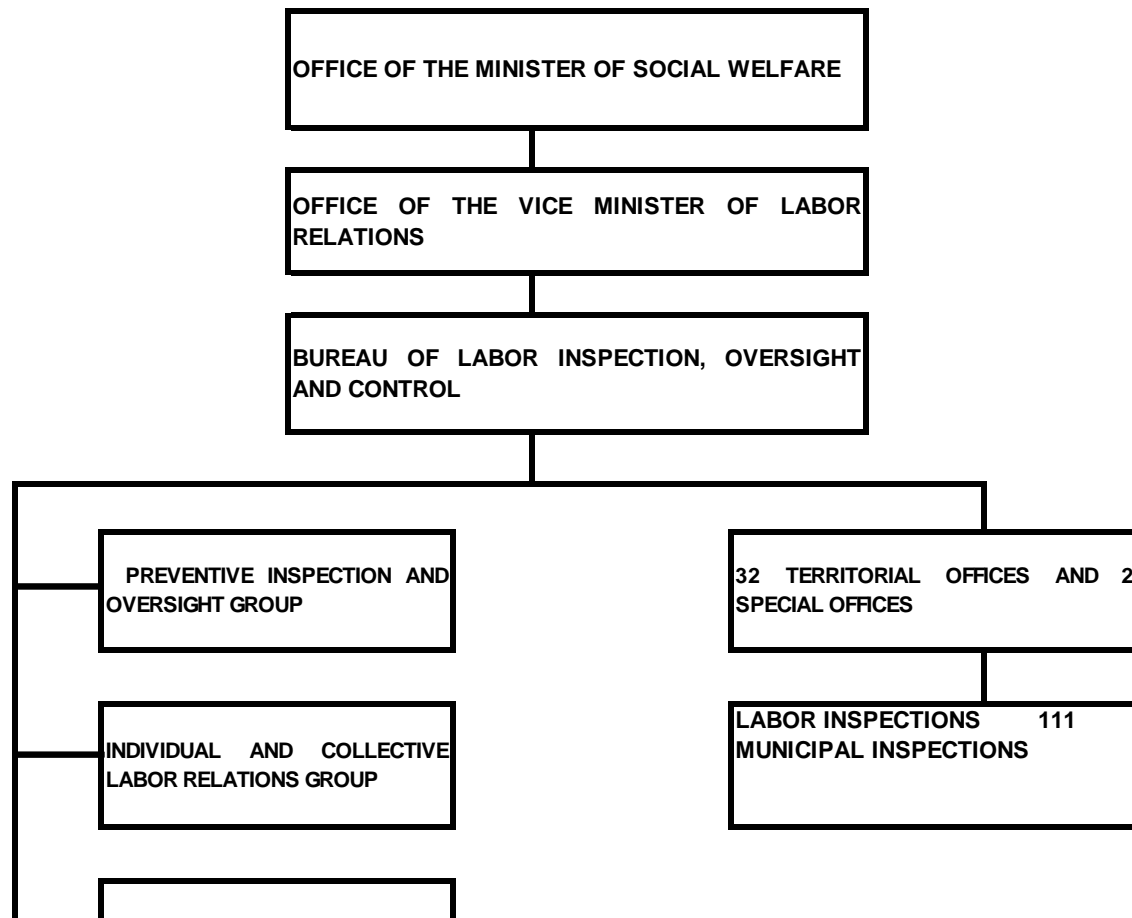 OFFICE OF THE MINISTER OF SOCIAL WELFARE
OFFICE OF THE VICE MINISTER OF LABOR
RELATIONS
BUREAU OF LABOR INSPECTION, OVERSIGHT
AND CONTROL
PREVENTIVE INSPECTION AND
OVERSIGHT GROUP
32 TERRITORIAL OFFICES AND 2
SPECIAL OFFICES
INDIVIDUAL AND COLLECTIVE
LABOR RELATIONS GROUP
LABOR INSPECTIONS 111
MUNICIPAL INSPECTIONS